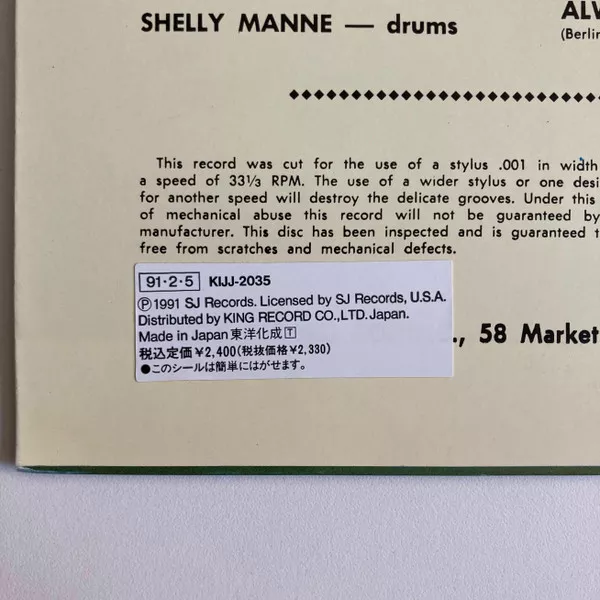 SHELLY MANNE — drums
ALV
(Berlin
◆◆◆◆◆◆◆◆◆◆◆◆◆◆◆◆◆◆◆◆◆◆◆◆◆◆◆◆◆◆◆◆◆◆
This record was cut for the use of a stylus .001 in width
a speed of 33⅓ RPM. The use of a wider stylus or one desi
for another speed will destroy the delicate grooves. Under this
of mechanical abuse this record will not be guaranteed by
manufacturer. This disc has been inspected and is guaranteed t
free from scratches and mechanical defects.
91・2・5 KIJJ-2035
Ⓟ1991 SJ Records. Licensed by SJ Records, U.S.A.
Distributed by KING RECORD CO.,LTD. Japan.
Made in Japan 東洋化成 T
税込定価¥2,400(税抜価格¥2,330)
●このシールは簡単にはがせます。
., 58 Market